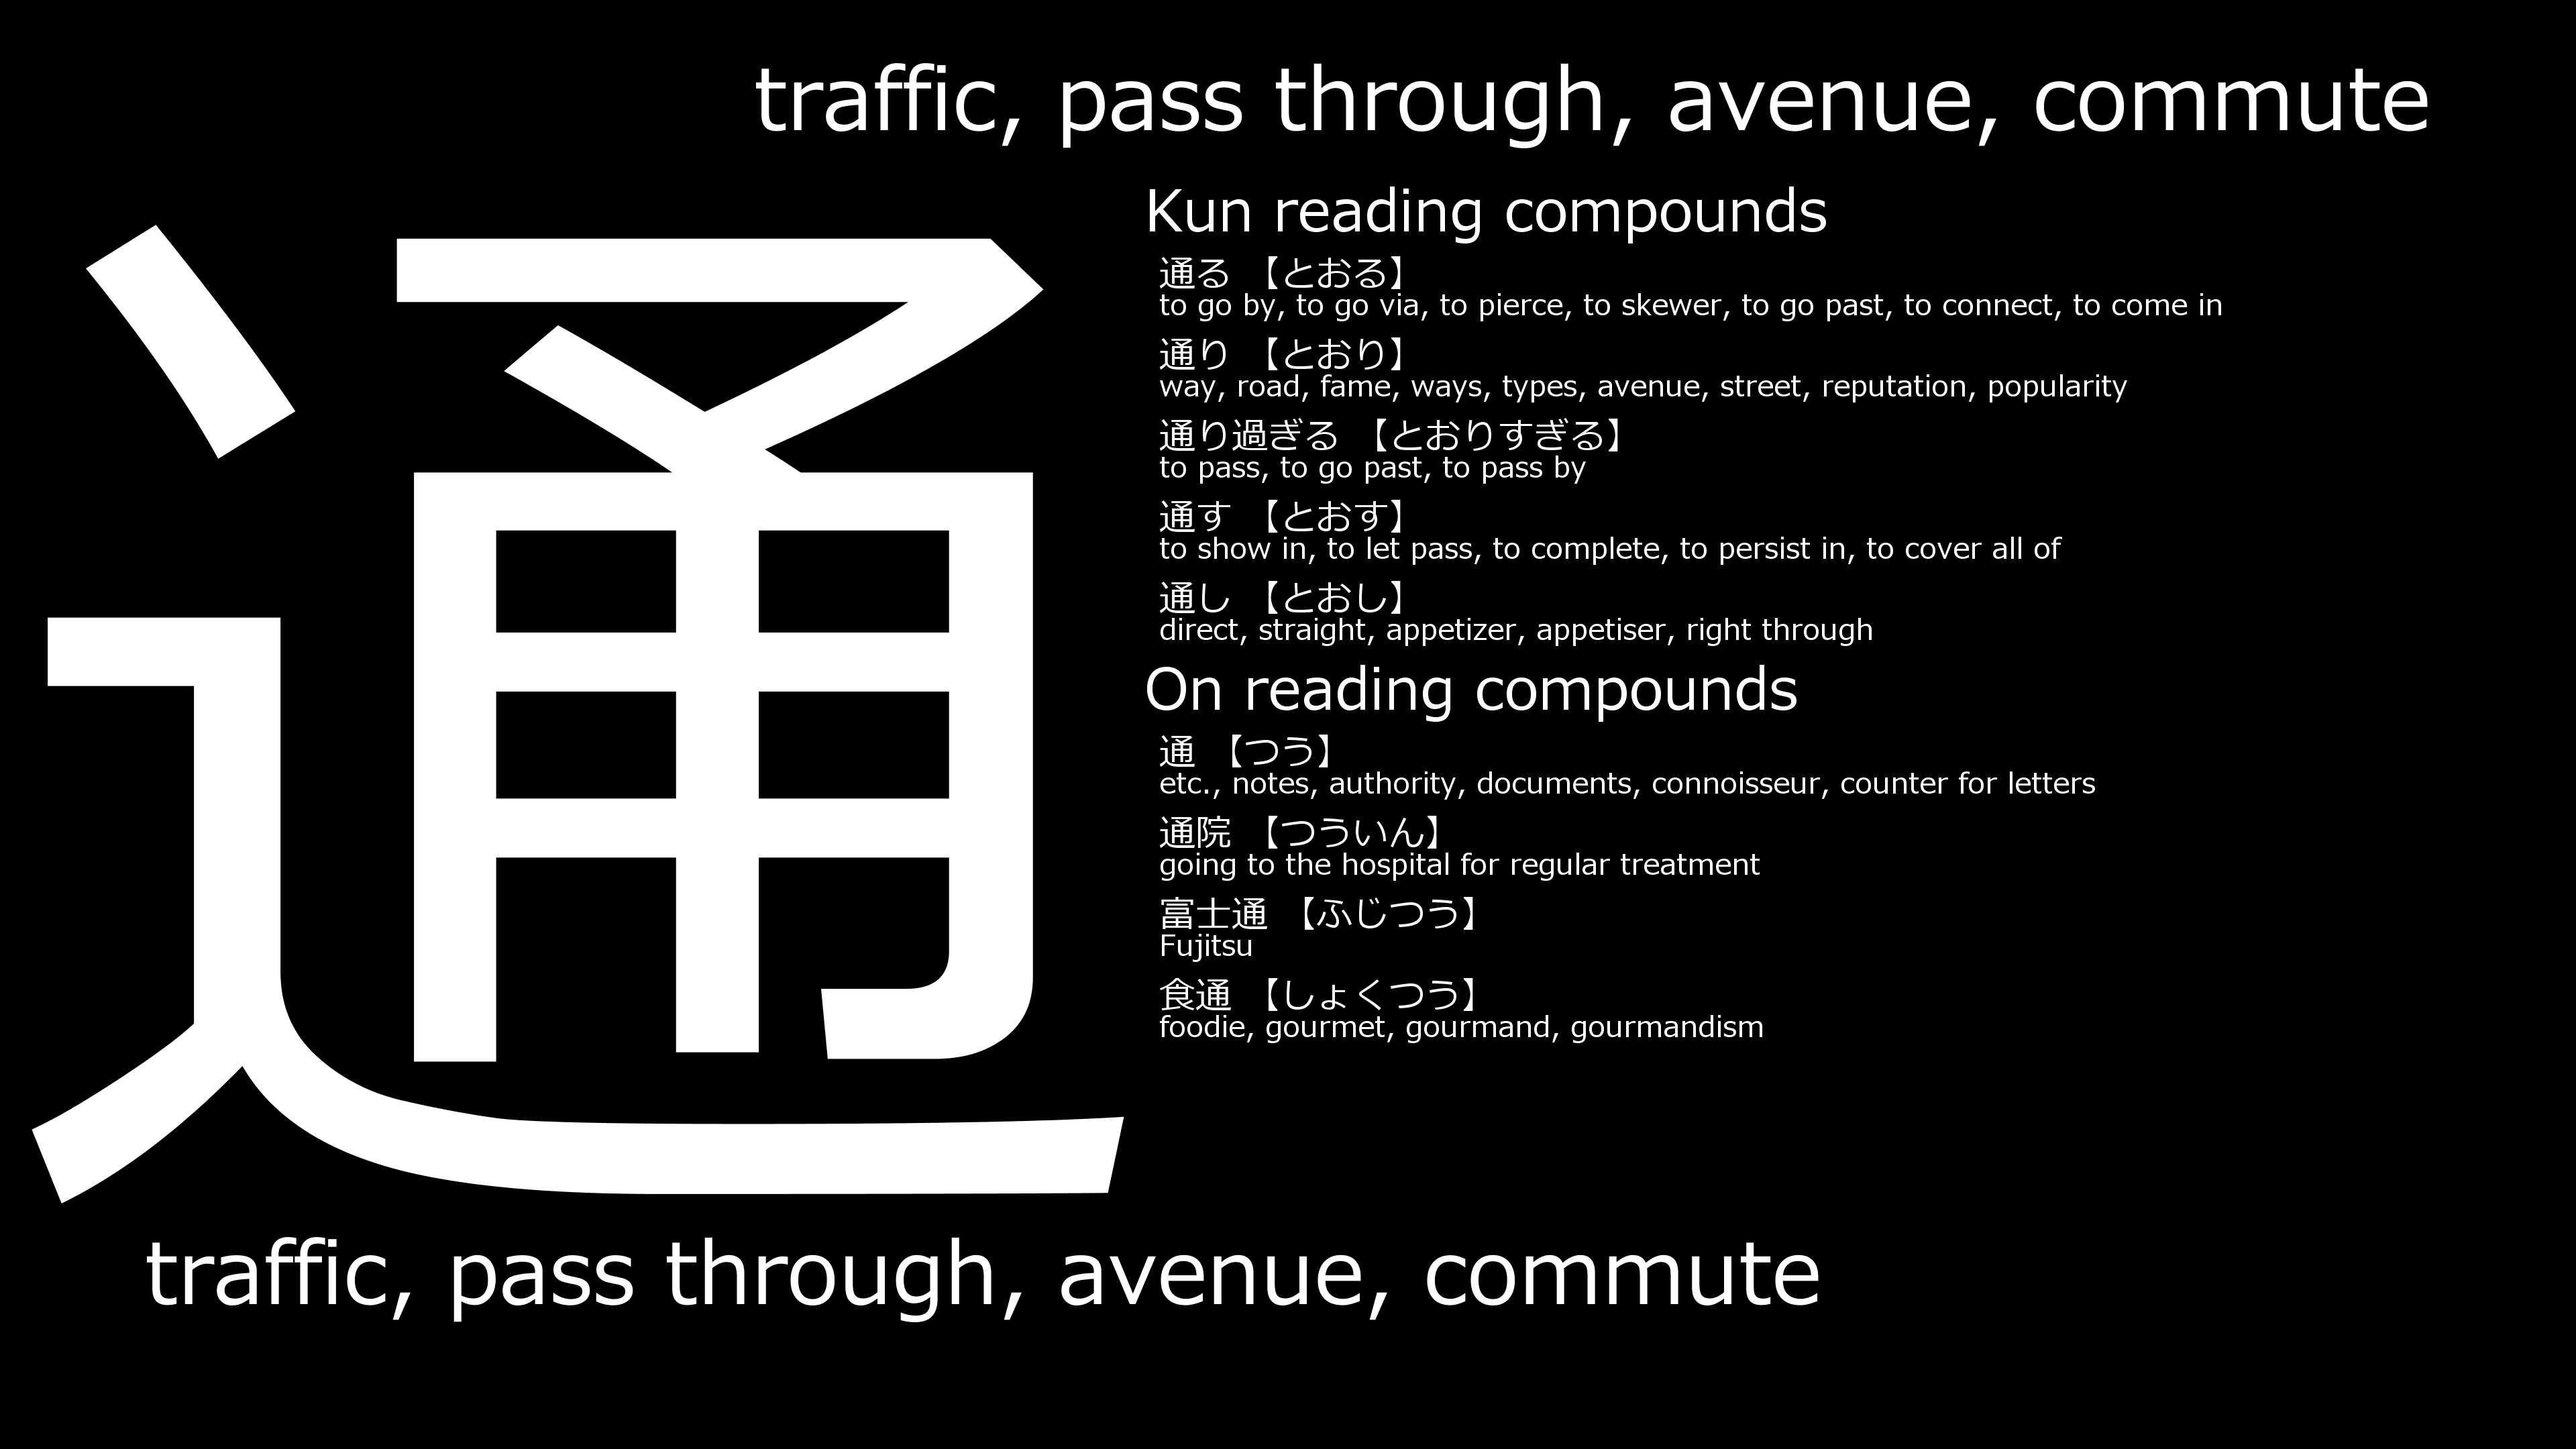 traffic, pass through, avenue, commute
通
Kun reading compounds
通る 【とおる】
to go by, to go via, to pierce, to skewer, to go past, to connect, to come in
通り 【とおり】
way, road, fame, ways, types, avenue, street, reputation, popularity
通り過ぎる 【とおりすぎる】
to pass, to go past, to pass by
通す 【とおす】
to show in, to let pass, to complete, to persist in, to cover all of
通し 【とおし】
direct, straight, appetizer, appetiser, right through
On reading compounds
通 【つう】
etc., notes, authority, documents, connoisseur, counter for letters
通院 【つういん】
going to the hospital for regular treatment
富士通 【ふじつう】
Fujitsu
食通 【しょくつう】
foodie, gourmet, gourmand, gourmandism
traffic, pass through, avenue, commute